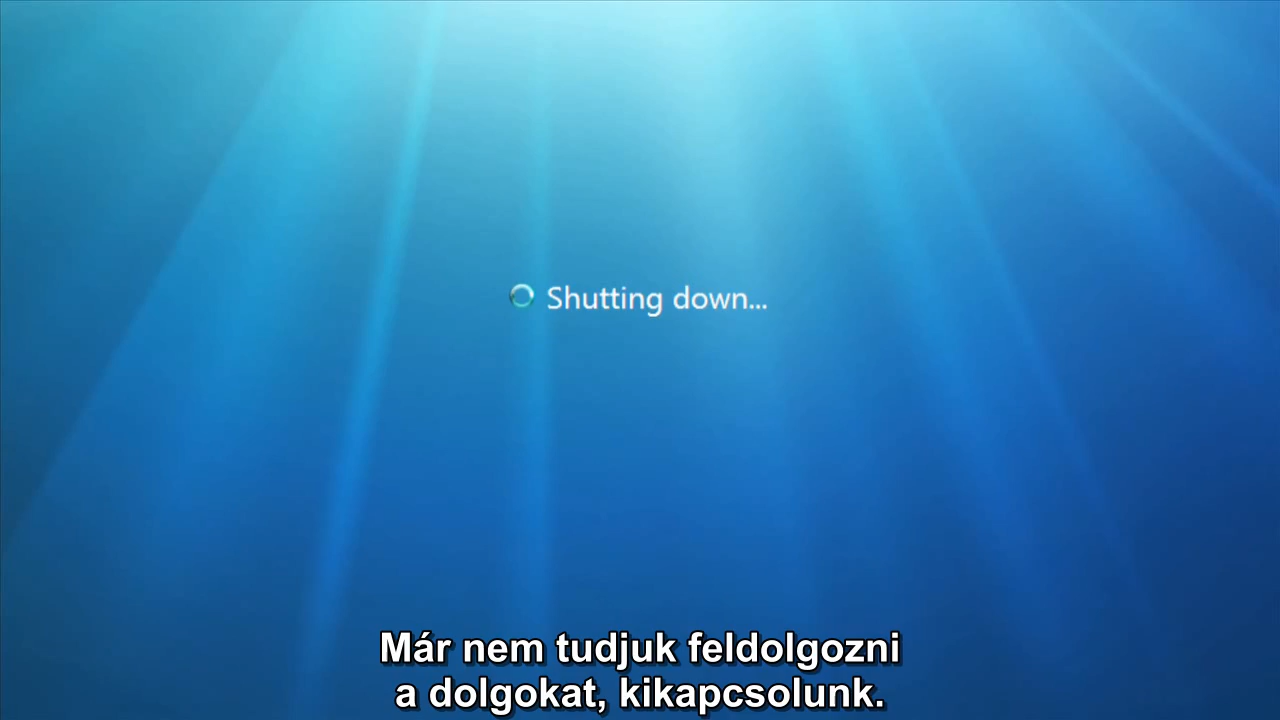 Shutting down...
Már nem tudjuk feldolgozni
a dolgokat, kikapcsolunk.